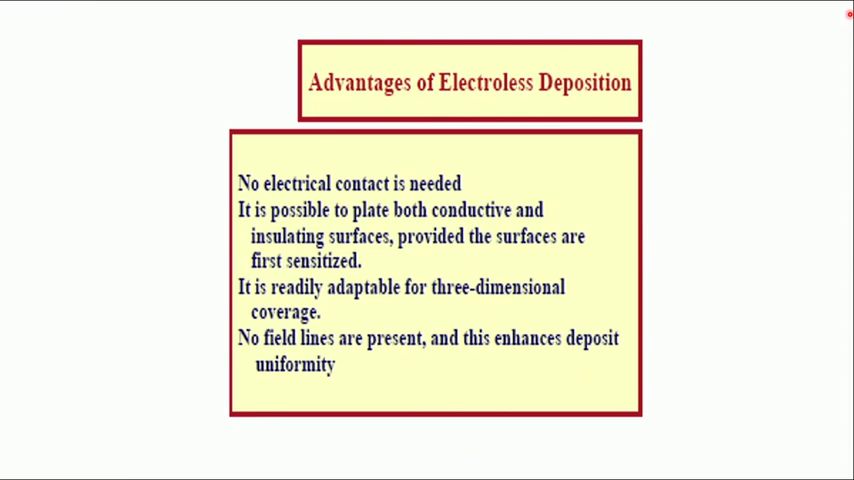 Advantages of Electroless Deposition
No electrical contact is needed
It is possible to plate both conductive and
insulating surfaces, provided the surfaces are
first sensitized.
It is readily adaptable for three-dimensional
coverage.
No field lines are present, and this enhances deposit
uniformity